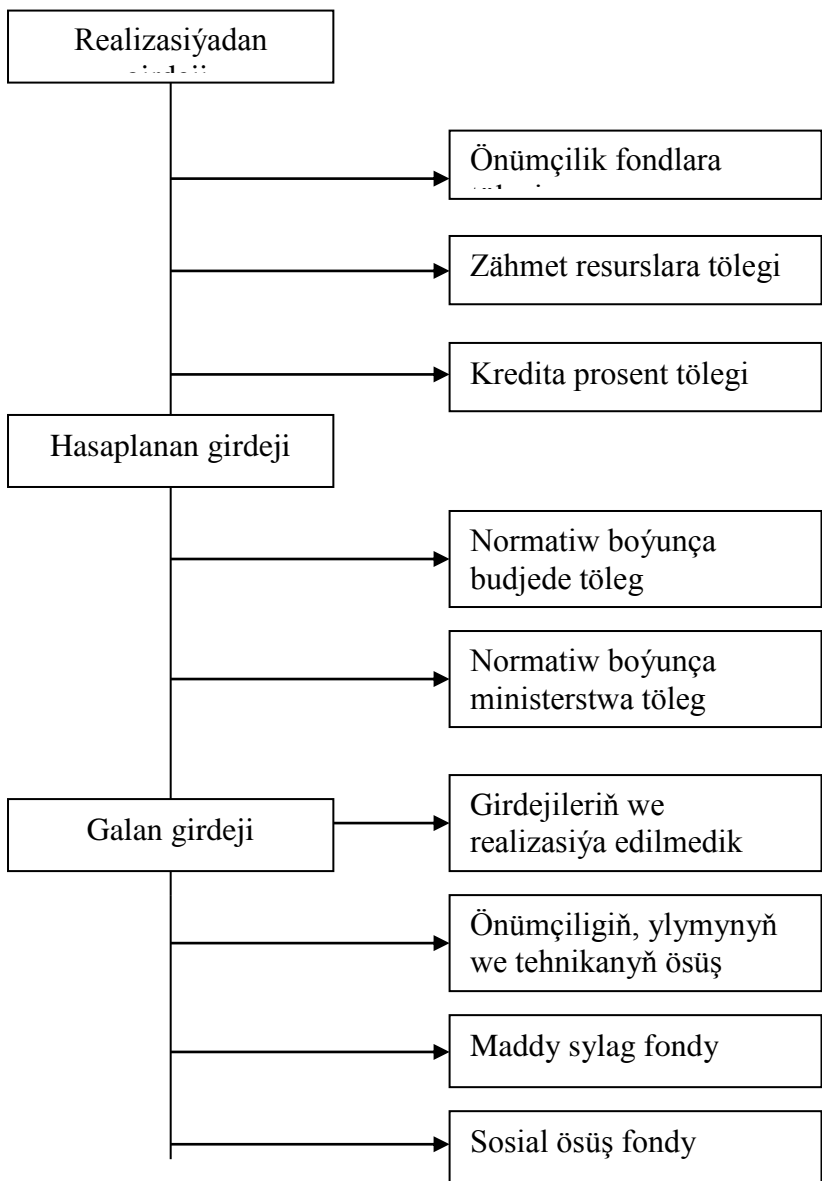 Realizasiýadan
Önümçilik fondlara
Zähmet resurslara tölegi
Kredita prosent tölegi
Hasaplanan girdeji
Normatiw boýunça
budjede töleg
Normatiw boýunça
ministerstwa töleg
Galan girdeji
Girdejileriň we
realizasiýa edilmedik
Önümçiligiň, ylymynyň
we tehnikanyň ösüş
Maddy sylag fondy
Sosial ösüş fondy